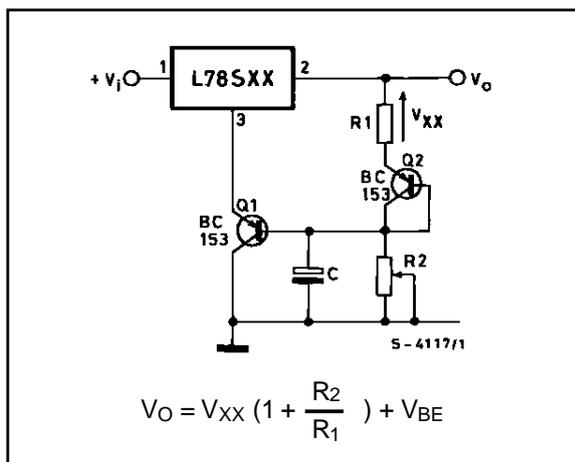 1 L78SXX 2
+ Vi Vo
3
R1 VXX
Q2
BC
153
Q1
BC
153
C
R2
S-4117/1
VO = VXX (1 + R2/R1) + VBE